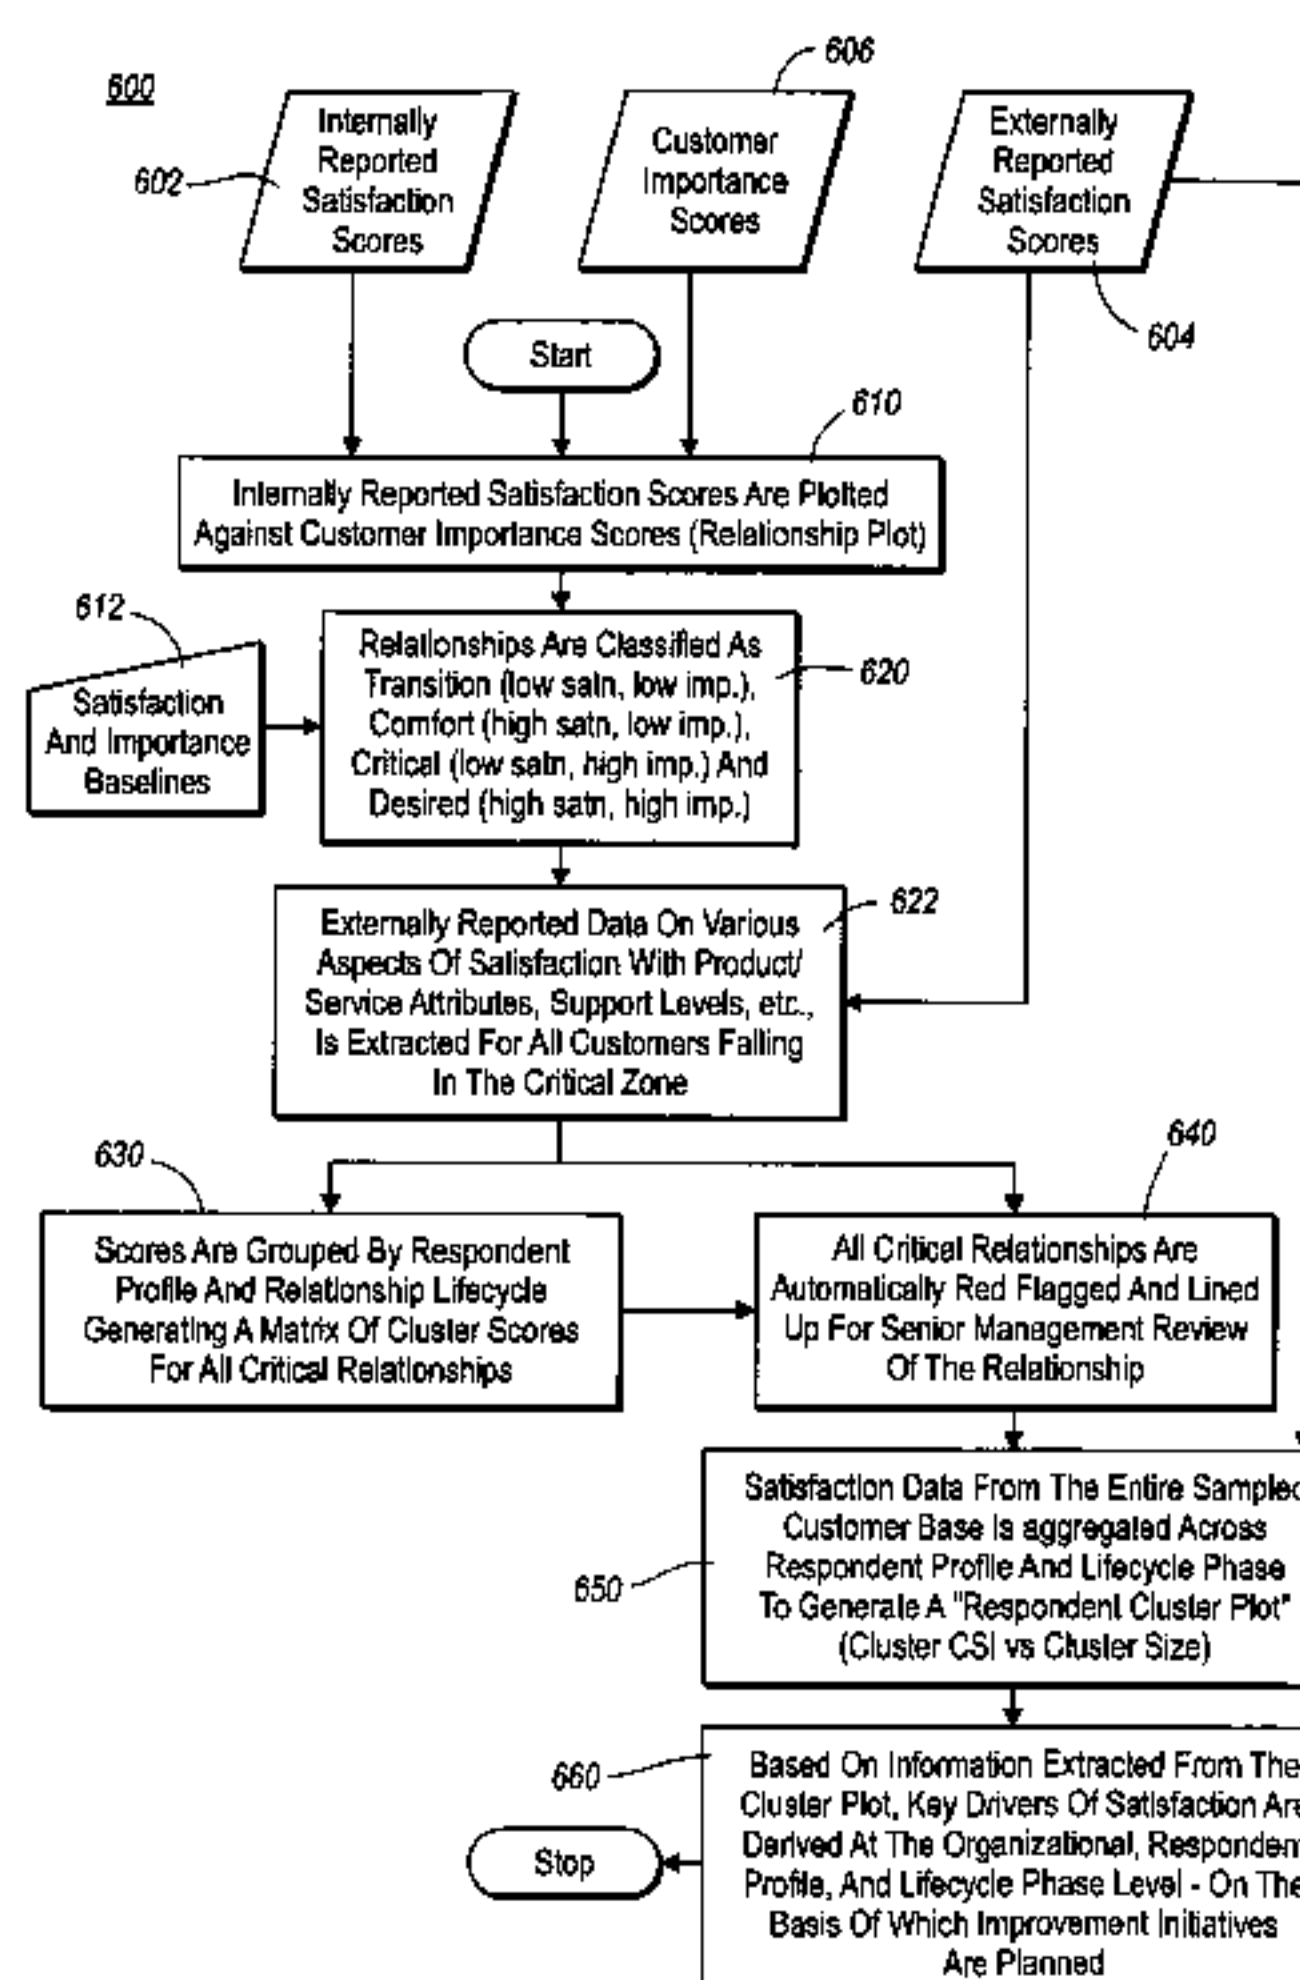 600
606
Internally
Reported
Satisfaction
Scores
602
Customer
Importance
Scores
Externally
Reported
Satisfaction
Scores
604
Start
610
Internally Reported Satisfaction Scores Are Plotted
Against Customer Importance Scores (Relationship Plot)
612
Satisfaction
And Importance
Baselines
Relationships Are Classified As
Transition (low satn, low imp.),
Comfort (high satn, low imp.),
Critical (low satn, high imp.) And
Desired (high satn, high imp.)
620
622
Externally Reported Data On Various
Aspects Of Satisfaction With Product/
Service Attributes, Support Levels, etc.,
Is Extracted For All Customers Falling
In The Critical Zone
630
Scores Are Grouped By Respondent
Profile And Relationship Lifecycle
Generating A Matrix Of Cluster Scores
For All Critical Relationships
640
All Critical Relationships Are
Automatically Red Flagged And Lined
Up For Senior Management Review
Of The Relationship
650
Satisfaction Data From The Entire Sampled
Customer Base Is aggregated Across
Respondent Profile And Lifecycle Phase
To Generate A "Respondent Cluster Plot"
(Cluster CSI vs Cluster Size)
660
Based On Information Extracted From The
Cluster Plot, Key Drivers Of Satisfaction Are
Derived At The Organizational, Responden
Profile, And Lifecycle Phase Level - On The
Basis Of Which Improvement Initiatives
Are Planned
Stop